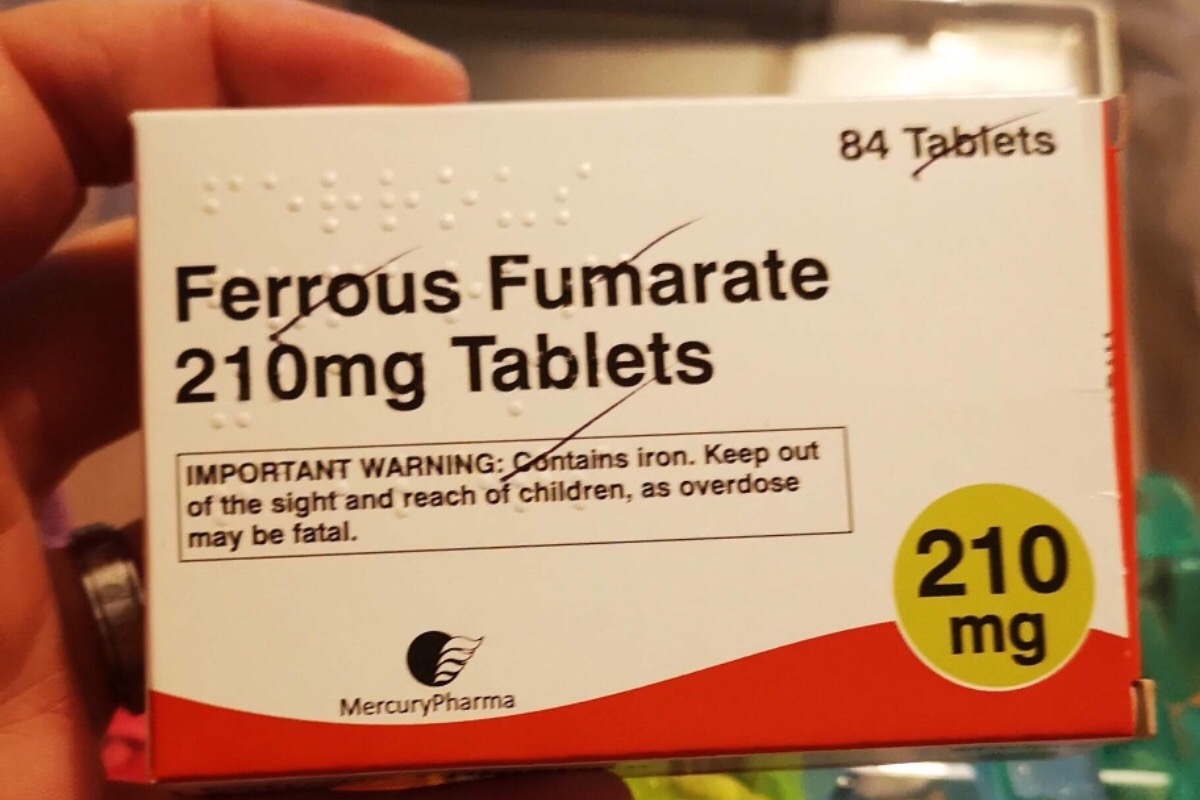 84 Tablets
Ferrous Fumarate
210mg Tablets
IMPORTANT WARNING: Contains iron. Keep out
of the sight and reach of children, as overdose
may be fatal.
210
mg
MercuryPharma